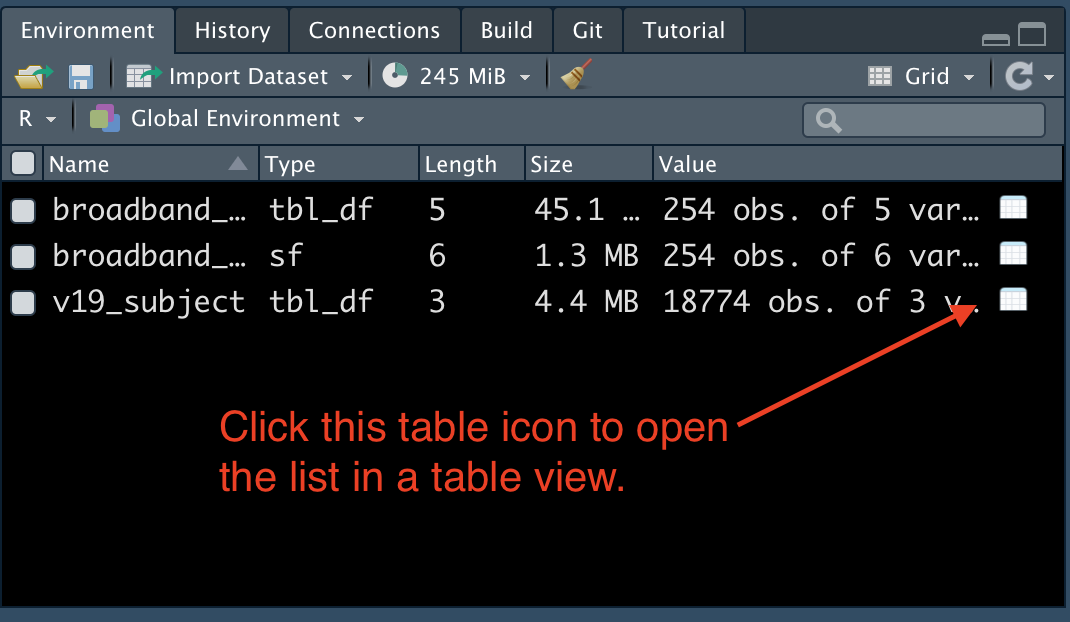 Environment History Connections Build Git Tutorial
Import Dataset 245 MiB Grid
R Global Environment
Name Type Length Size Value
broadband_… tbl_df 5 45.1 … 254 obs. of 5 var…
broadband_… sf 6 1.3 MB 254 obs. of 6 var…
v19_subject tbl_df 3 4.4 MB 18774 obs. of 3 v…
Click this table icon to open
the list in a table view.